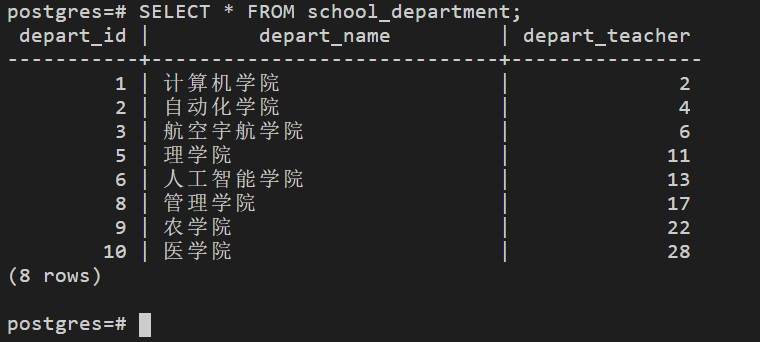 postgres=# SELECT * FROM school_department;
 depart_id |         depart_name          | depart_teacher
-----------+------------------------------+----------------
         1 | 计算机学院                   |              2
         2 | 自动化学院                   |              4
         3 | 航空宇航学院                 |              6
         5 | 理学院                       |             11
         6 | 人工智能学院                 |             13
         8 | 管理学院                     |             17
         9 | 农学院                       |             22
        10 | 医学院                       |             28
(8 rows)
postgres=#